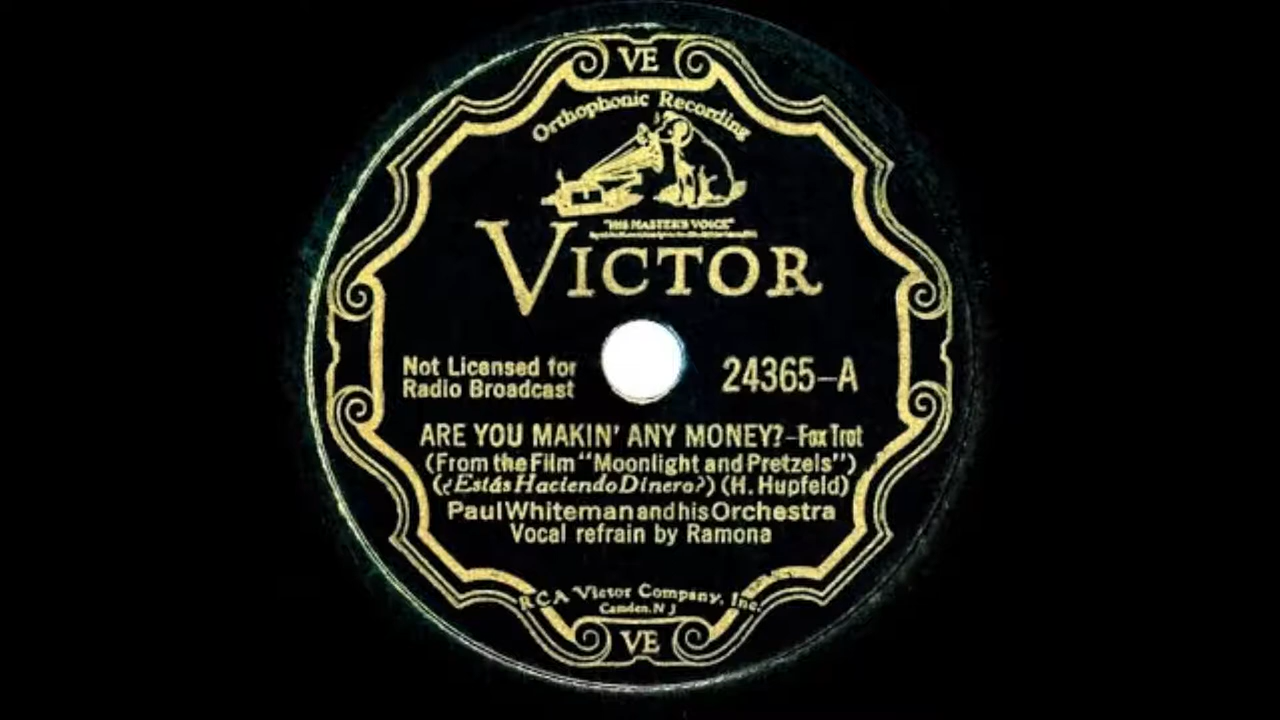 VE
Orthophonic Recording
"HIS MASTER'S VOICE"
VICTOR
Not Licensed for
Radio Broadcast
24365-A
ARE YOU MAKIN' ANY MONEY?-Fox Trot
(From the Film "Moonlight and Pretzels")
(¿Estás Haciendo Dinero?) (H. Hupfeld)
Paul Whiteman and his Orchestra
Vocal refrain by Ramona
RCA Victor Company, Inc.
Camden, N J
VE